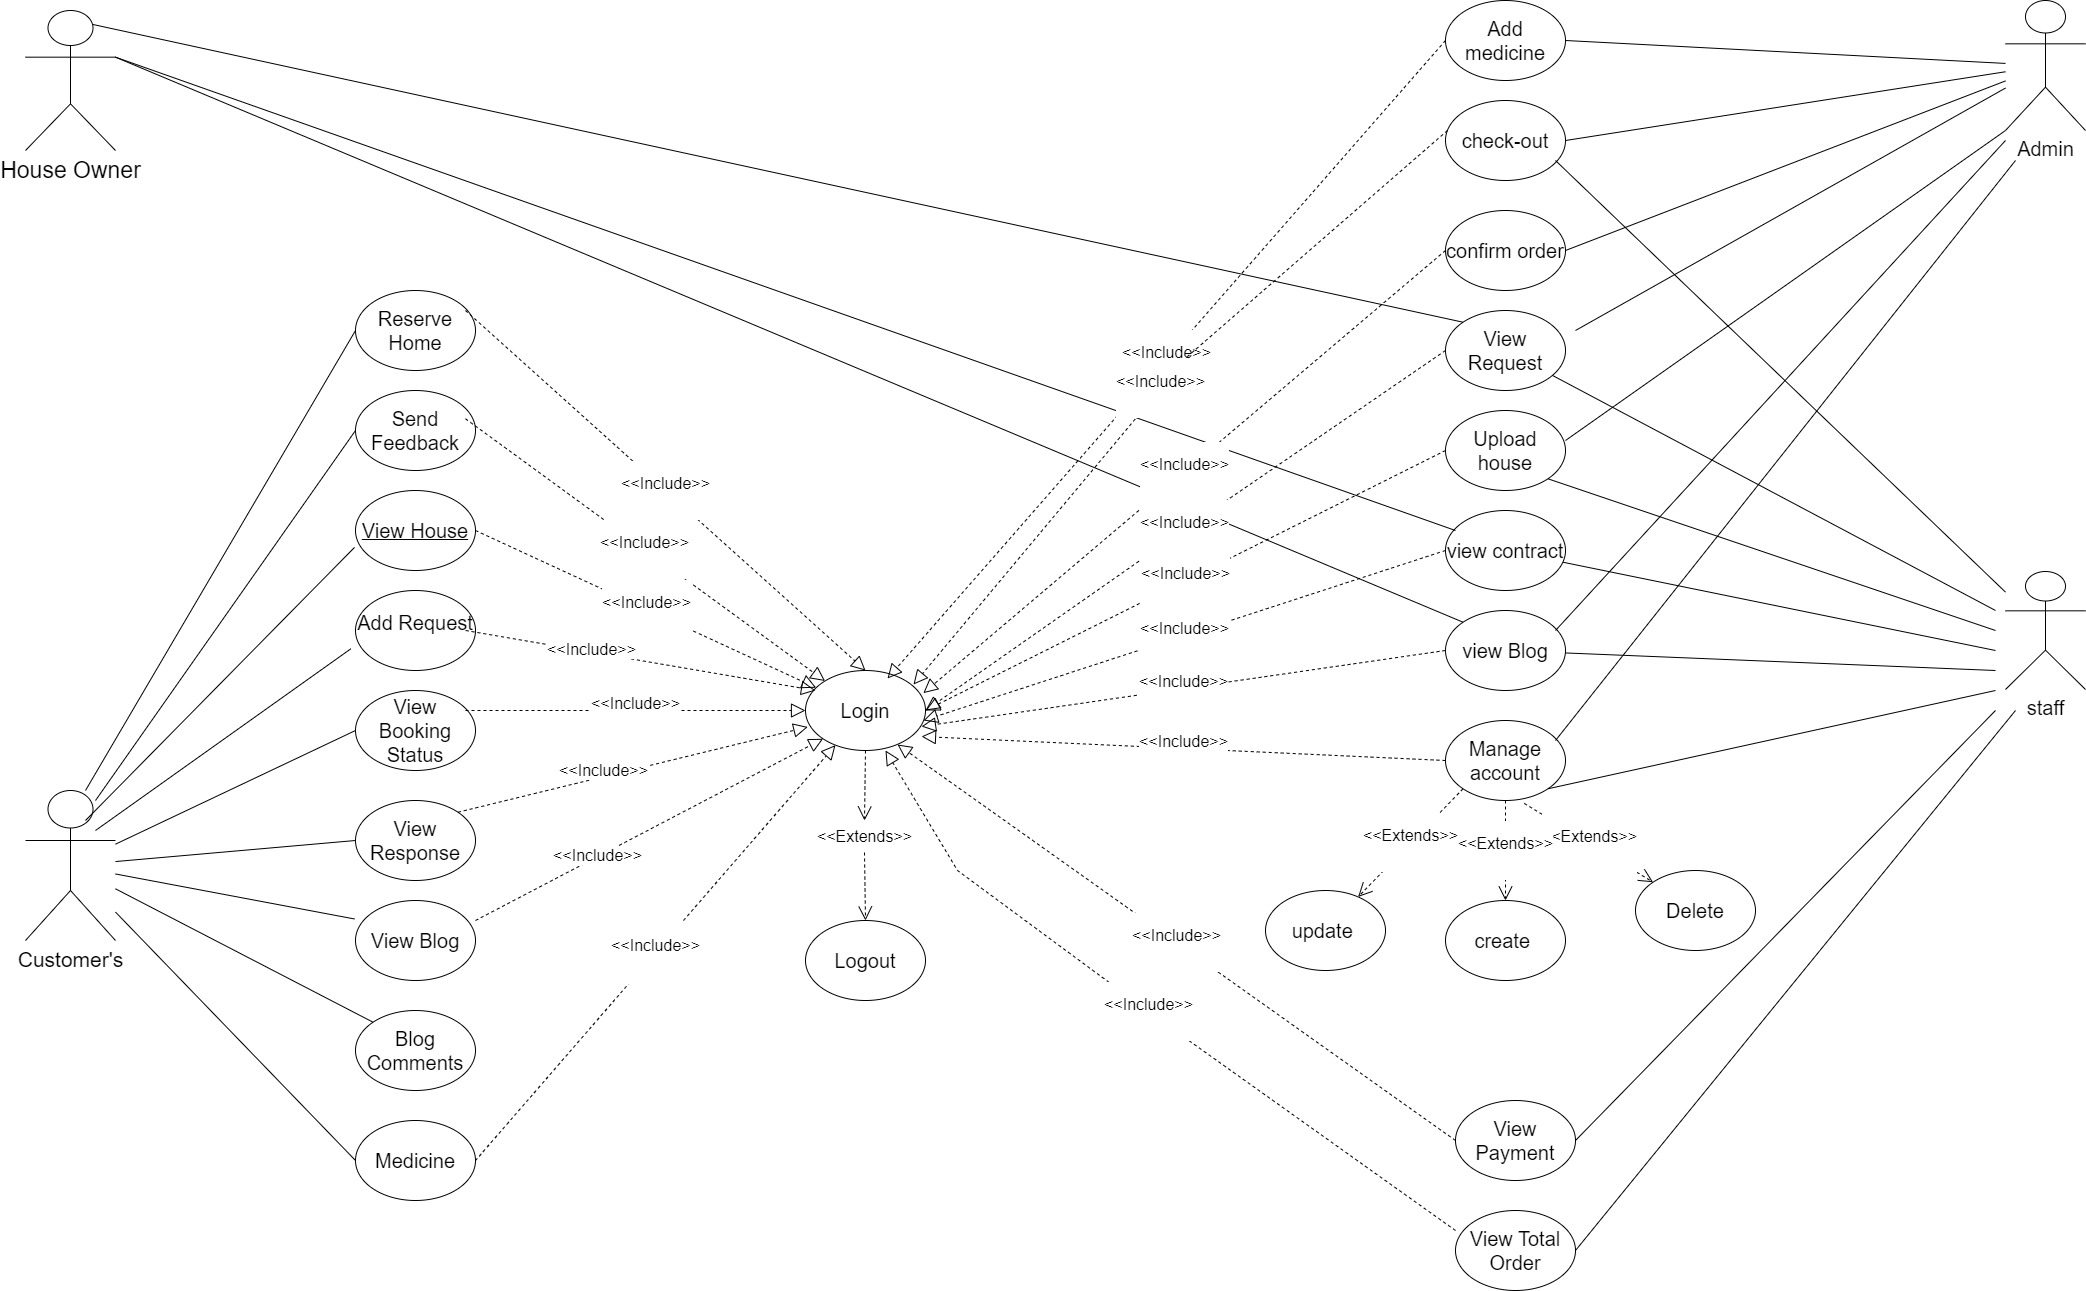 Add
medicine
check-out
Admin
House Owner
confirm order
Reserve
Home
View
Request
<<Include>>
<<Include>>
Send
Feedback
Upload
house
<<Include>>
<<Include>>
View House
<<Include>>
<<Include>>
view contract
<<Include>>
<<Include>>
Add Request
<<Include>>
<<Include>>
view Blog
<<Include>>
View
Booking
Status
<<Include>>
Login
staff
<<Include>>
Manage
account
<<Include>>
View
Response
<<Extends>>
<<Extends>>
<<Extends>>
<<Extends>>
<<Include>>
Delete
update
create
View Blog
<<Include>>
<<Include>>
Customer's
Logout
<<Include>>
Blog
Comments
View
Payment
Medicine
View Total
Order